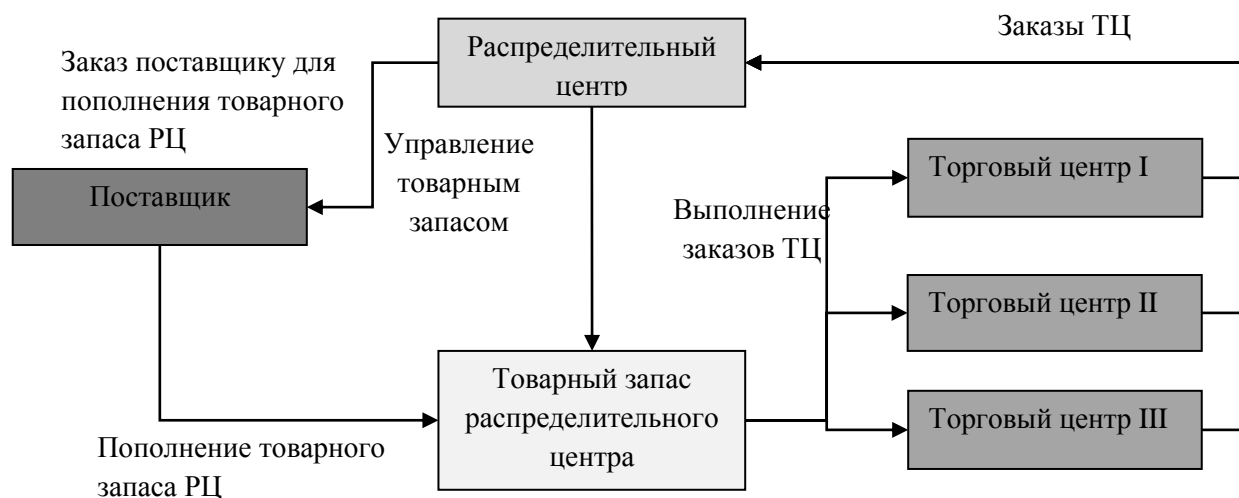 Распределительный
центр
Заказы ТЦ
Заказ поставщику для
пополнения товарного
запаса РЦ
Управление
товарным
запасом
Поставщик
Торговый центр I
Выполнение
заказов ТЦ
Торговый центр II
Товарный запас
распределительного
центра
Торговый центр III
Пополнение товарного
запаса РЦ